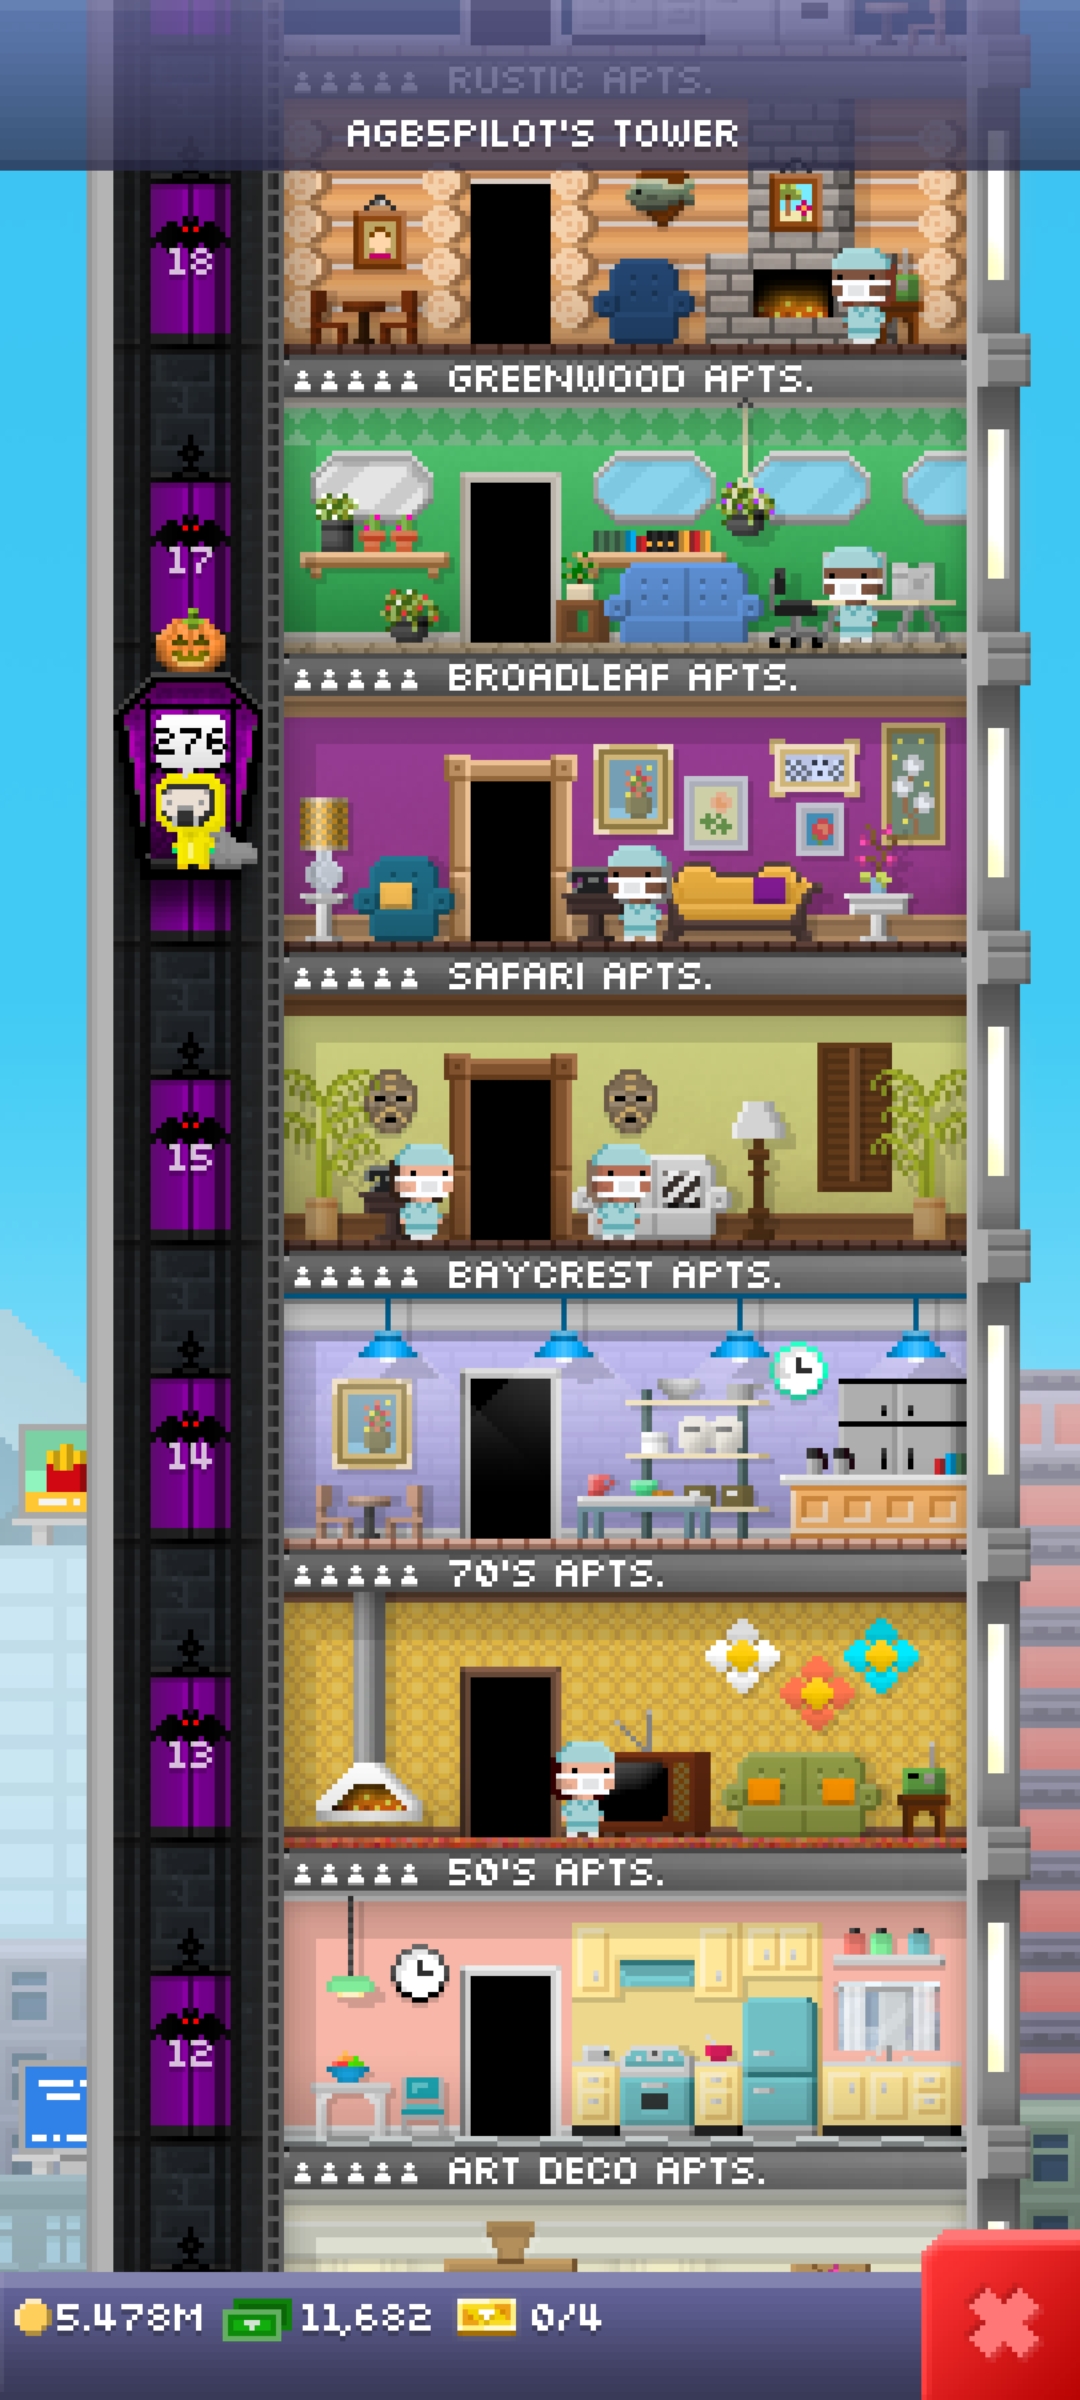 RUSTIC APTS.
AGB5PILOT'S TOWER
18
GREENWOOD APTS.
17
BROADLEAF APTS.
276
SAFARI APTS.
15
BAYCREST APTS.
14
70'S APTS.
13
50'S APTS.
12
ART DECO APTS.
5.478M 11,682 0/4